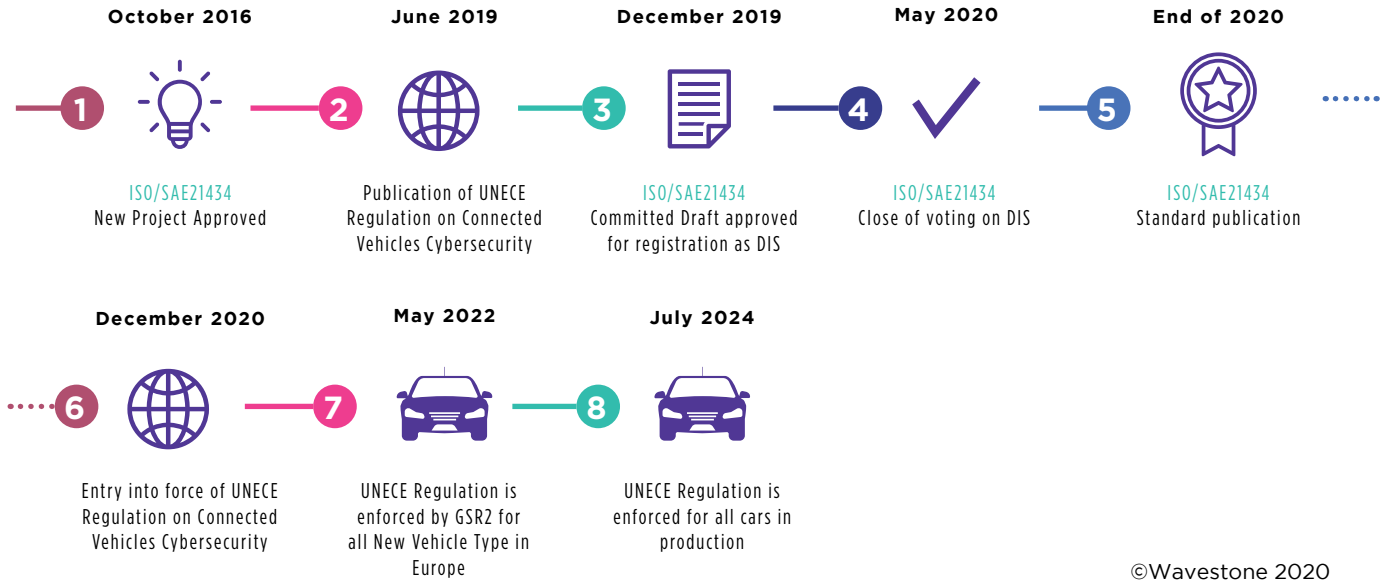 October 2016
June 2019
December 2019
May 2020
End of 2020
1
2
3
4
5
ISO/SAE21434
New Project Approved
Publication of UNECE
Regulation on Connected
Vehicles Cybersecurity
ISO/SAE21434
Committed Draft approved
for registration as DIS
ISO/SAE21434
Close of voting on DIS
ISO/SAE21434
Standard publication
December 2020
May 2022
July 2024
6
7
8
Entry into force of UNECE
Regulation on Connected
Vehicles Cybersecurity
UNECE Regulation is
enforced by GSR2 for
all New Vehicle Type in
Europe
UNECE Regulation is
enforced for all cars in
production
©Wavestone 2020